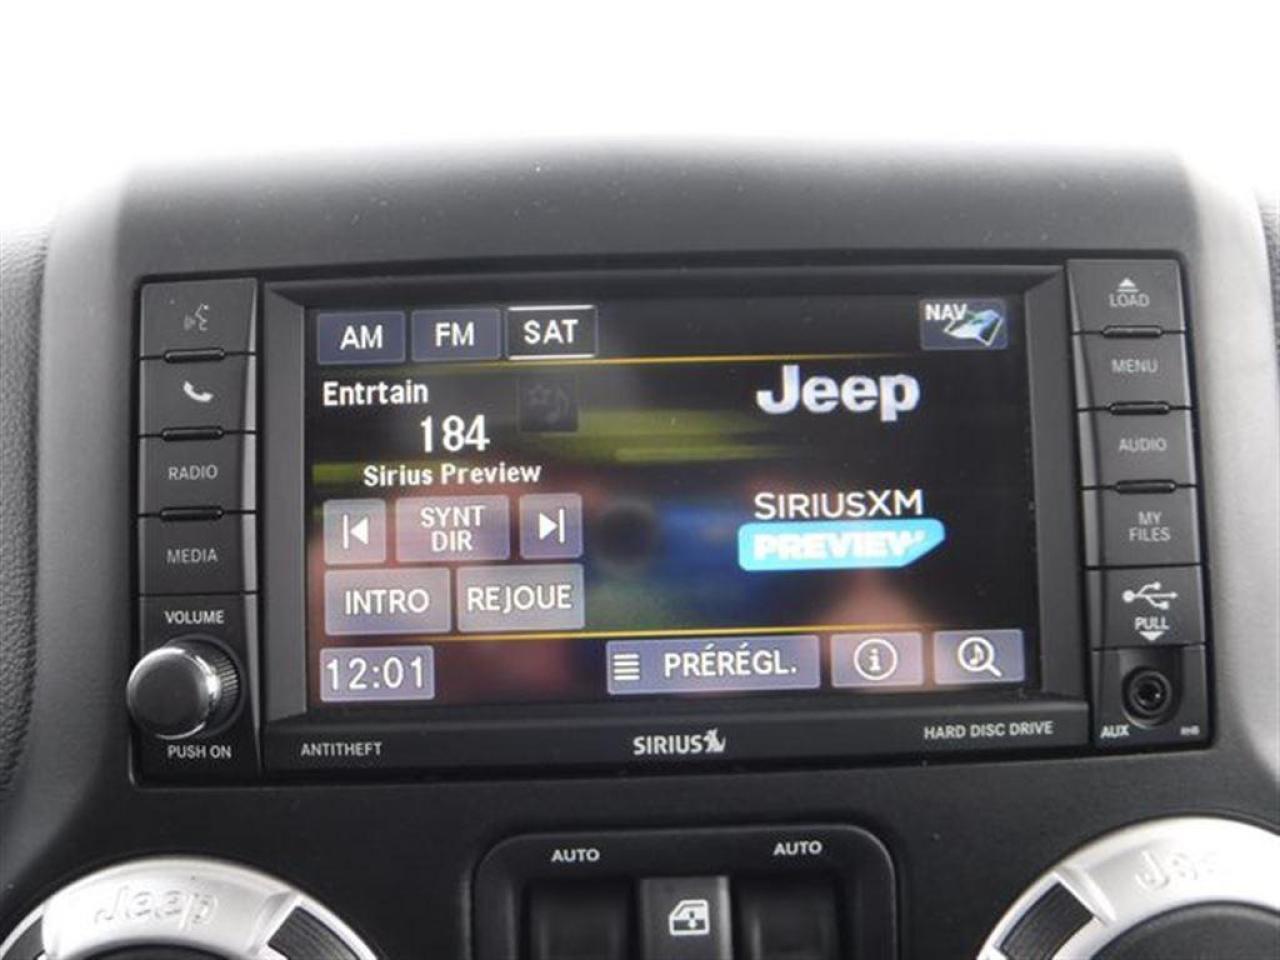 AM FM SAT NAV
Entrtain
184
Sirius Preview
Jeep
SIRIUSXM
PREVIEW
SYNT
DIR
INTRO REJOUE
12:01 PRÉRÉGL.
RADIO
MEDIA
VOLUME
PUSH ON
LOAD
MENU
AUDIO
MY
FILES
PULL
AUX RHB
ANTITHEFT SIRIUS HARD DISC DRIVE
AUTO AUTO
Jeep Jeep